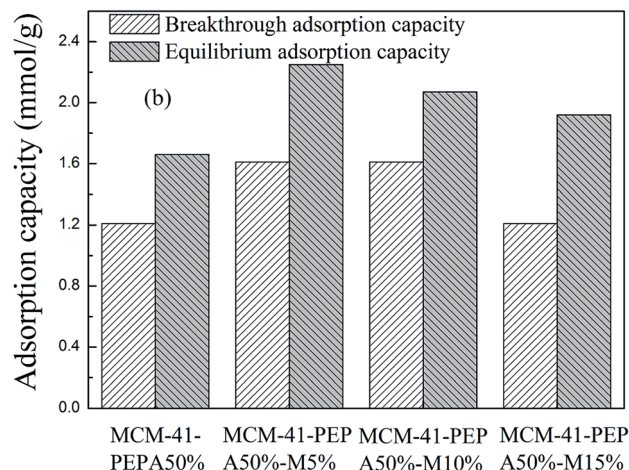 Breakthrough adsorption capacity
Equilibrium adsorption capacity
(b)
Adsorption capacity (mmol/g)
2.4
2.0
1.6
1.2
0.8
0.4
0.0
MCM-41-
PEPA50%
MCM-41-PEP
A50%-M5%
MCM-41-PEP
A50%-M10%
MCM-41-PEP
A50%-M15%